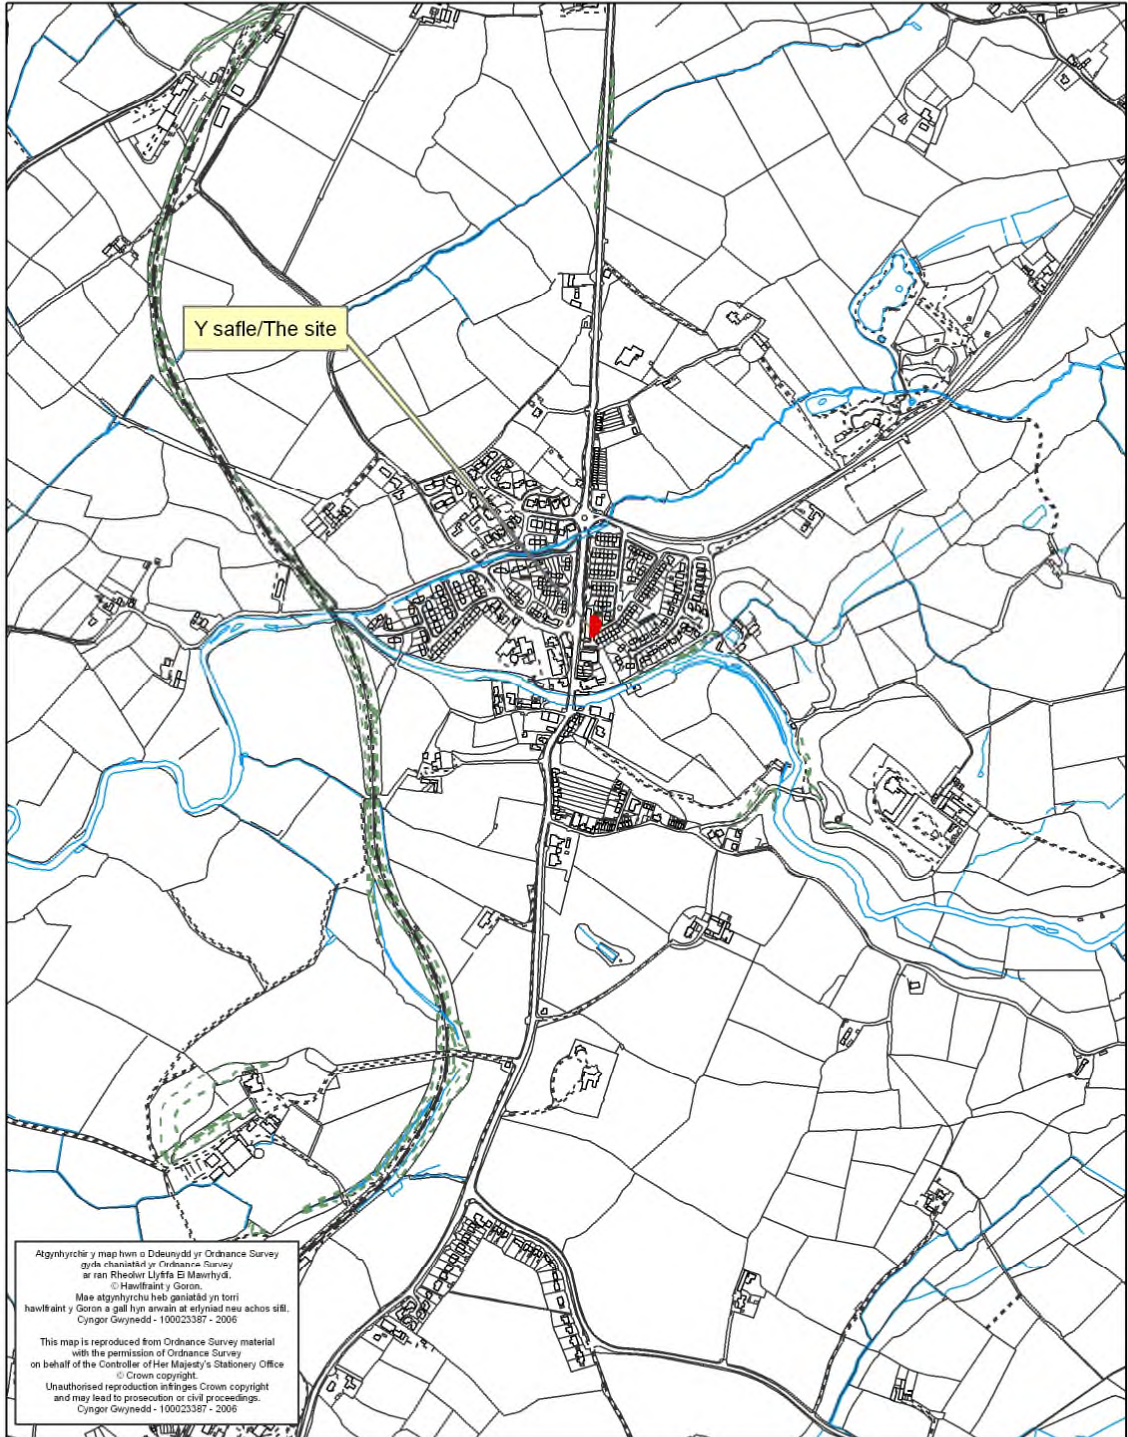 Y safle/The site
Atgynhyrchir y map hwn o Ddeunydd yr Ordnance Survey
gyda chaniatâd yr Ordnance Survey
ar ran Rheolwr Llyfrfa Ei Mawrhydi.
© Hawlfraint y Goron.
Mae atgynhyrchu heb ganiatâd yn torri
hawlfraint y Goron a gall hyn arwain at erlyniad neu achos sifil.
Cyngor Gwynedd - 100023387 - 2006
This map is reproduced from Ordnance Survey material
with the permission of Ordnance Survey
on behalf of the Controller of Her Majesty's Stationery Office
© Crown copyright.
Unauthorised reproduction infringes Crown copyright
and may lead to prosecution or civil proceedings.
Cyngor Gwynedd - 100023387 - 2006